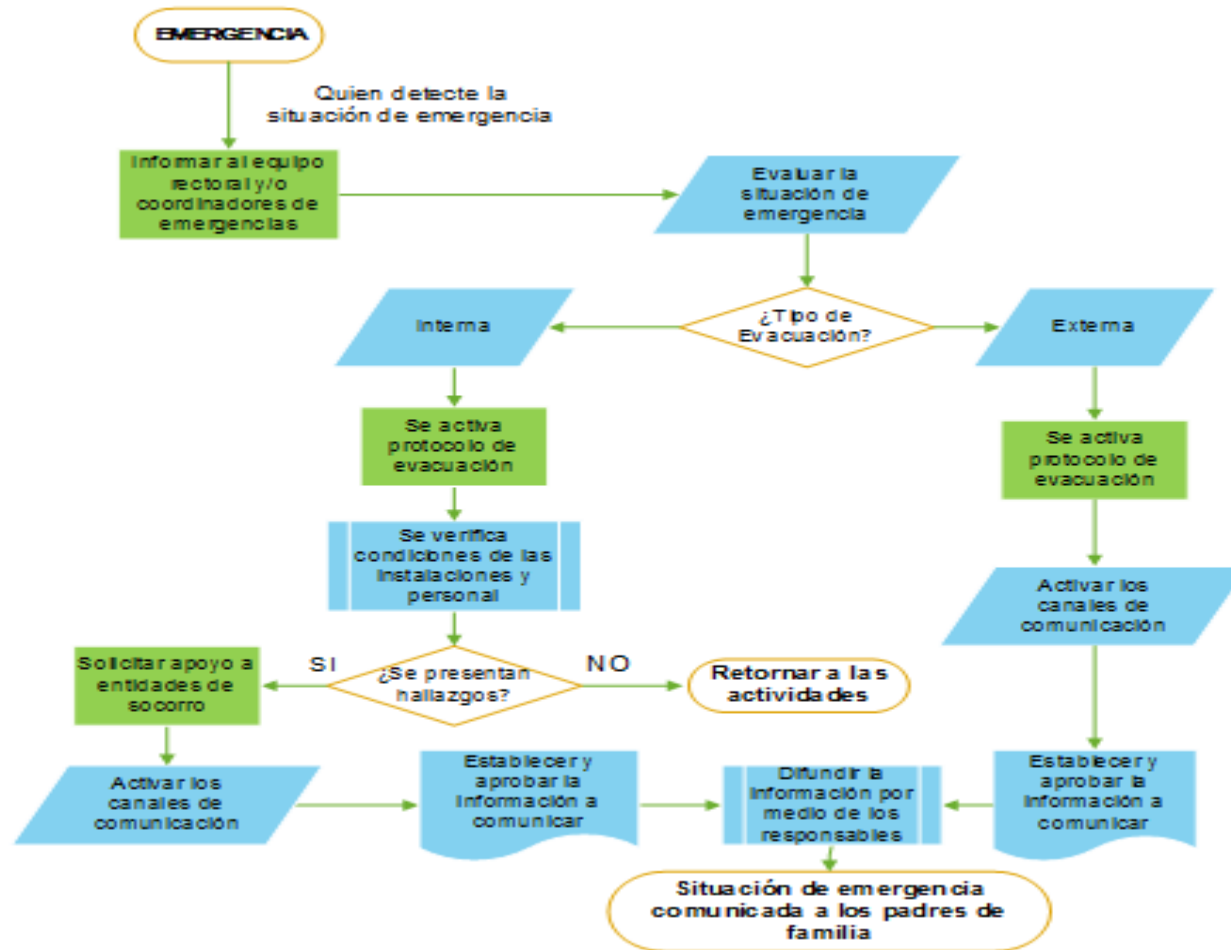 EMERGENCIA
Quien detecte la
situación de emergencia
Informar al equipo
rectoral y/o
coordinadores de
emergencias
Evaluar la
situación de
emergencia
¿Tipo de
Evacuación?
Interna
Externa
Se activa
protocolo de
evacuación
Se activa
protocolo de
evacuación
Se verifica
condiciones de las
instalaciones y
personal
Activar los
canales de
comunicación
¿Se presentan
hallazgos?
SI
NO
Solicitar apoyo a
entidades de
socorro
Retornar a las
actividades
Activar los
canales de
comunicación
Establecer y
aprobar la
información a
comunicar
Difundir la
información por
medio de los
responsables
Establecer y
aprobar la
información a
comunicar
Situación de emergencia
comunicada a los padres de
familia